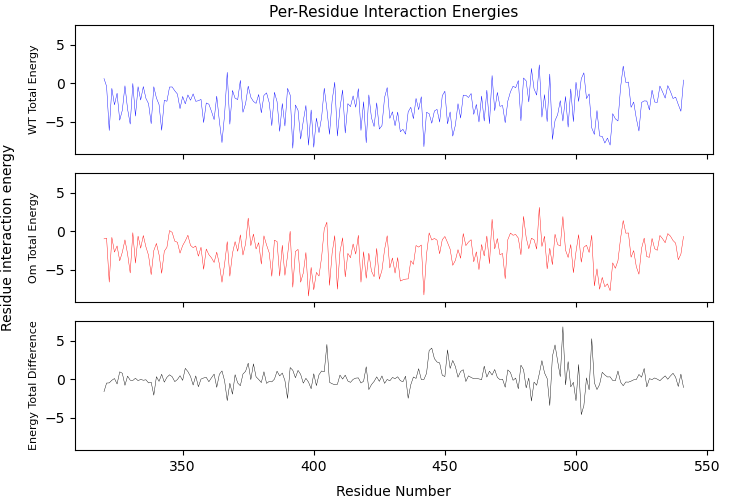 Per-Residue Interaction Energies
Residue interaction energy
WT Total Energy
5
0
−5
Om Total Energy
5
0
−5
Energy Total Difference
5
0
−5
350 400 450 500 550
Residue Number